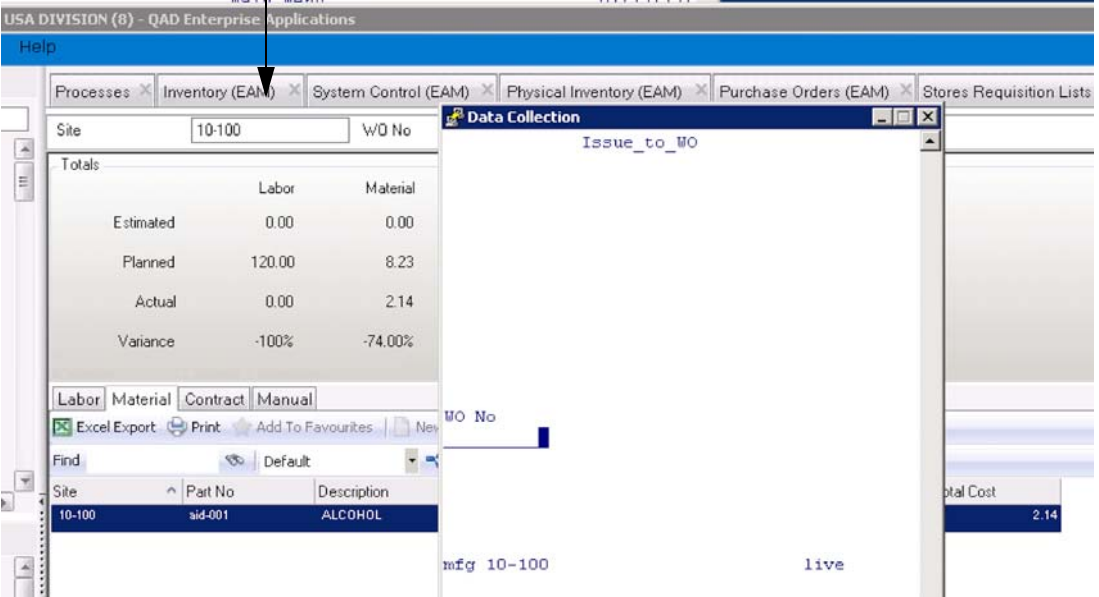 USA DIVISION (8) - QAD Enterprise Applications
Help
Processes Inventory (EAM) System Control (EAM) Physical Inventory (EAM) Purchase Orders (EAM) Stores Requisition Lists
Site 10-100 WO No
Totals
Labor Material
Estimated 0.00 0.00
Planned 120.00 8.23
Actual 0.00 2.14
Variance -100% -74.00%
Labor Material Contract Manual
Excel Export Print Add To Favourites
Find Default
Site Part No Description
10-100 aid-001 ALCOHOL
Data Collection
Issue_to_WO
WO No
mfg 10-100 live
Cost
2.14